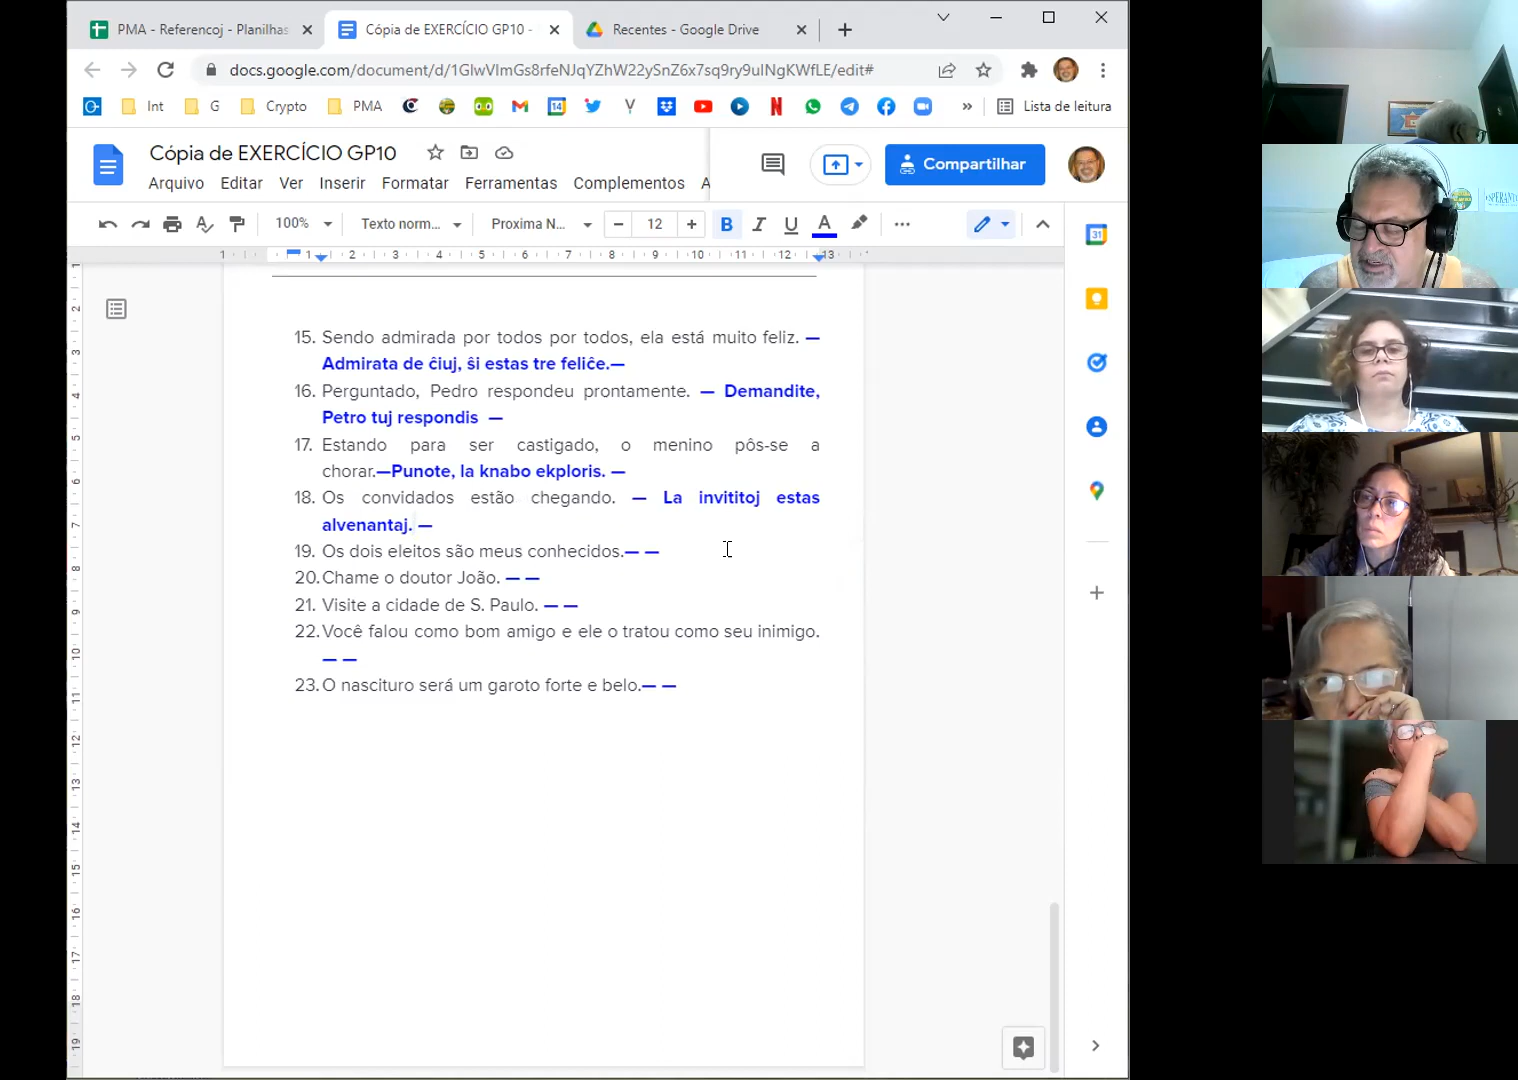 PMA - Referencoj - Planilhas
Cópia de EXERCÍCIO GP10 -
Recentes - Google Drive
docs.google.com/document/d/1GlwVlmGs8rfeNJqYZhW22ySnZ6x7sq9ry9ulNgKWfLE/edit#
Int
G
Crypto
PMA
Lista de leitura
Cópia de EXERCÍCIO GP10
Arquivo Editar Ver Inserir Formatar Ferramentas Complementos A
Compartilhar
100% Texto norm... Proxima N... 12
15. Sendo admirada por todos por todos, ela está muito feliz. —
Admirata de ĉiuj, ŝi estas tre feliĉe.—
16. Perguntado, Pedro respondeu prontamente. — Demandite,
Petro tuj respondis —
17. Estando para ser castigado, o menino pôs-se a
chorar.—Punote, la knabo ekploris. —
18. Os convidados estão chegando. — La invititoj estas
alvenantaj. —
19. Os dois eleitos são meus conhecidos.— —
20. Chame o doutor João. — —
21. Visite a cidade de S. Paulo. — —
22. Você falou como bom amigo e ele o tratou como seu inimigo.
— —
23. O nascituro será um garoto forte e belo.— —